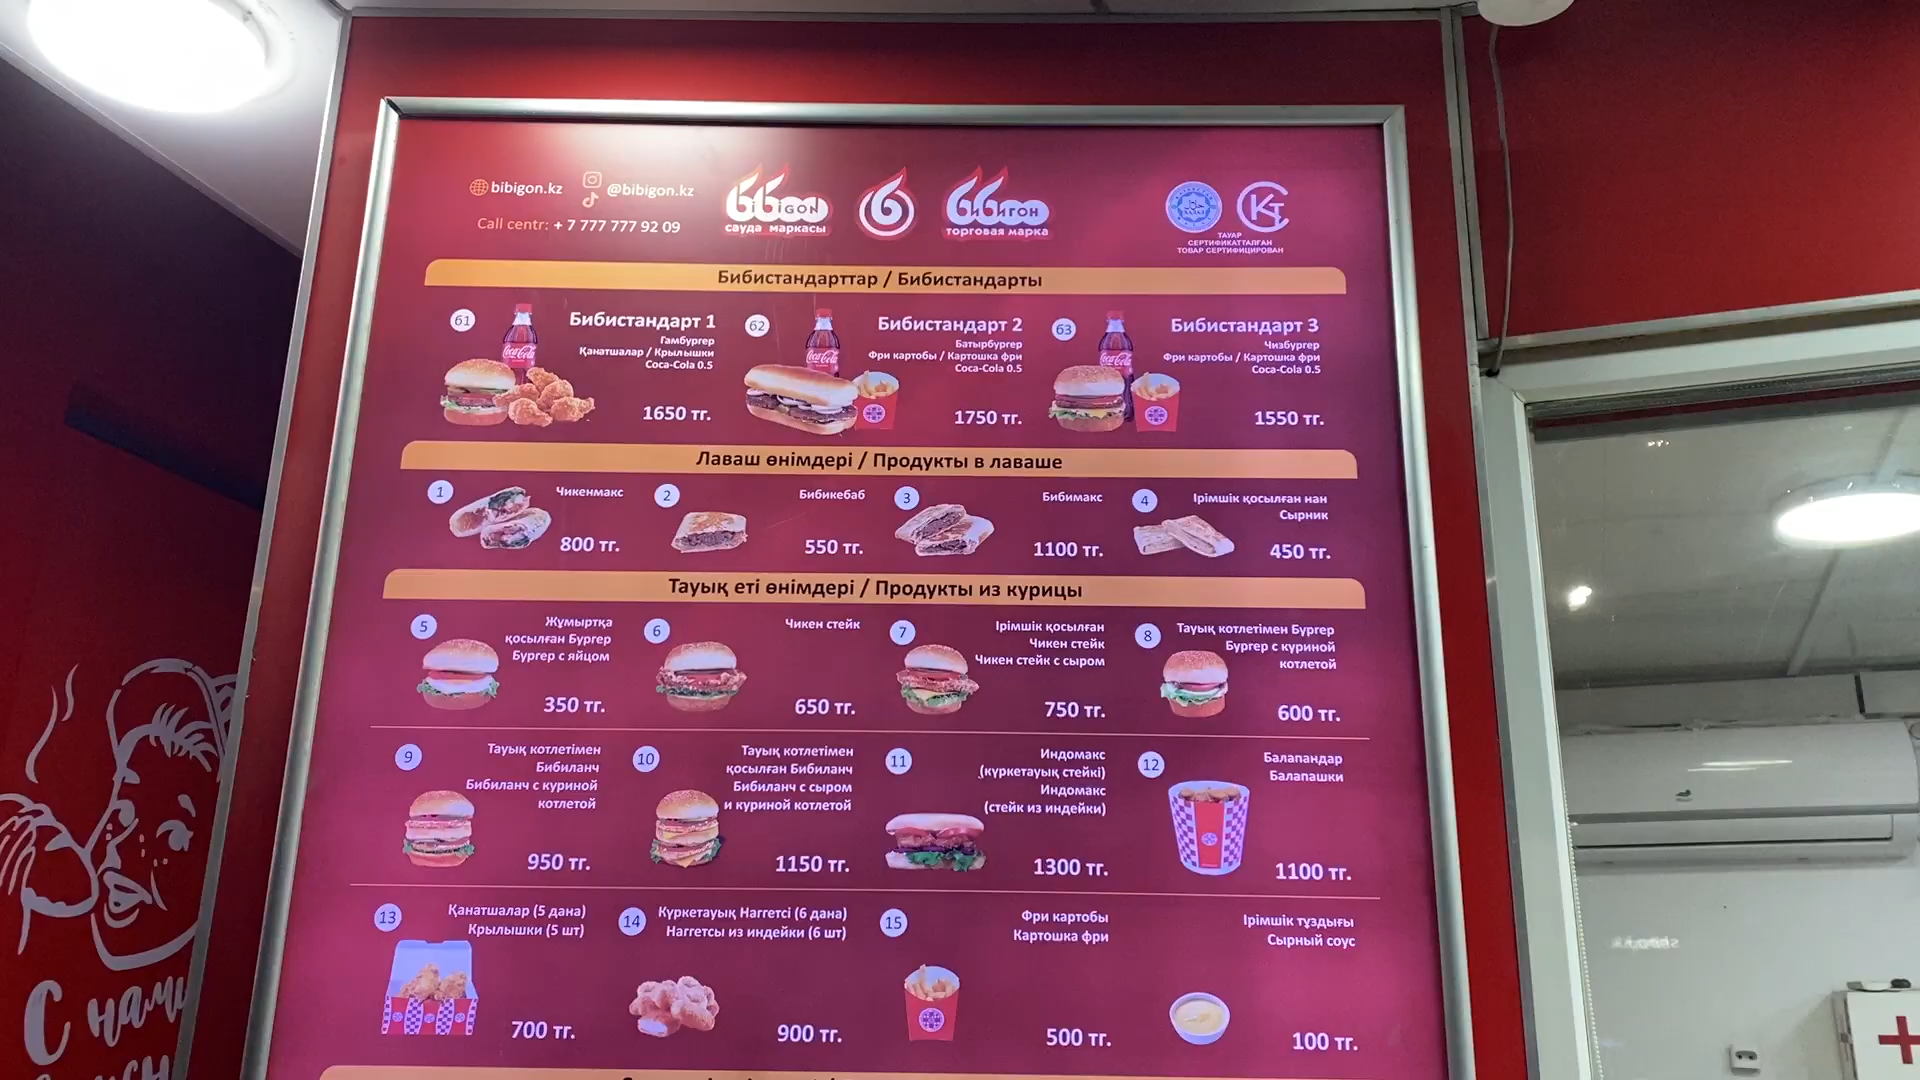 bibigon.kz
@bibigon.kz
Call centr: + 7 777 777 92 09
BIBIGON
сауда маркасы
БИБИГОН
торговая марка
ТАУАР
СЕРТИФИКАТТАЛҒАН
ТОВАР СЕРТИФИЦИРОВАН
Бибистандарттар / Бибистандарты
61
Бибистандарт 1
Гамбургер
Қанатшалар / Крылышки
Coca-Cola 0.5
1650 тг.
62
Бибистандарт 2
Батырбургер
Фри картобы / Картошка фри
Coca-Cola 0.5
1750 тг.
63
Бибистандарт 3
Чизбургер
Фри картобы / Картошка фри
Coca-Cola 0.5
1550 тг.
Лаваш өнімдері / Продукты в лаваше
1
Чикенмакс
800 тг.
2
Бибикебаб
550 тг.
3
Бибимакс
1100 тг.
4
Ірімшік қосылған нан
Сырник
450 тг.
Тауық еті өнімдері / Продукты из курицы
5
Жұмыртқа
қосылған Бургер
Бургер с яйцом
350 тг.
6
Чикен стейк
650 тг.
7
Ірімшік қосылған
Чикен стейк
Чикен стейк с сыром
750 тг.
8
Тауық котлетімен Бургер
Бургер с куриной
котлетой
600 тг.
9
Тауық котлетімен
Бибиланч
Бибиланч с куриной
котлетой
950 тг.
10
Тауық котлетімен
қосылған Бибиланч
Бибиланч с сыром
и куриной котлетой
1150 тг.
11
Индомакс
(күркетауық стейкі)
Индомакс
(стейк из индейки)
1300 тг.
12
Балапандар
Балапашки
1100 тг.
13
Қанатшалар (5 дана)
Крылышки (5 шт)
700 тг.
14
Күркетауық Наггетсі (6 дана)
Наггетсы из индейки (6 шт)
900 тг.
15
Фри картобы
Картошка фри
500 тг.
Ірімшік тұздығы
Сырный соус
100 тг.
С нами